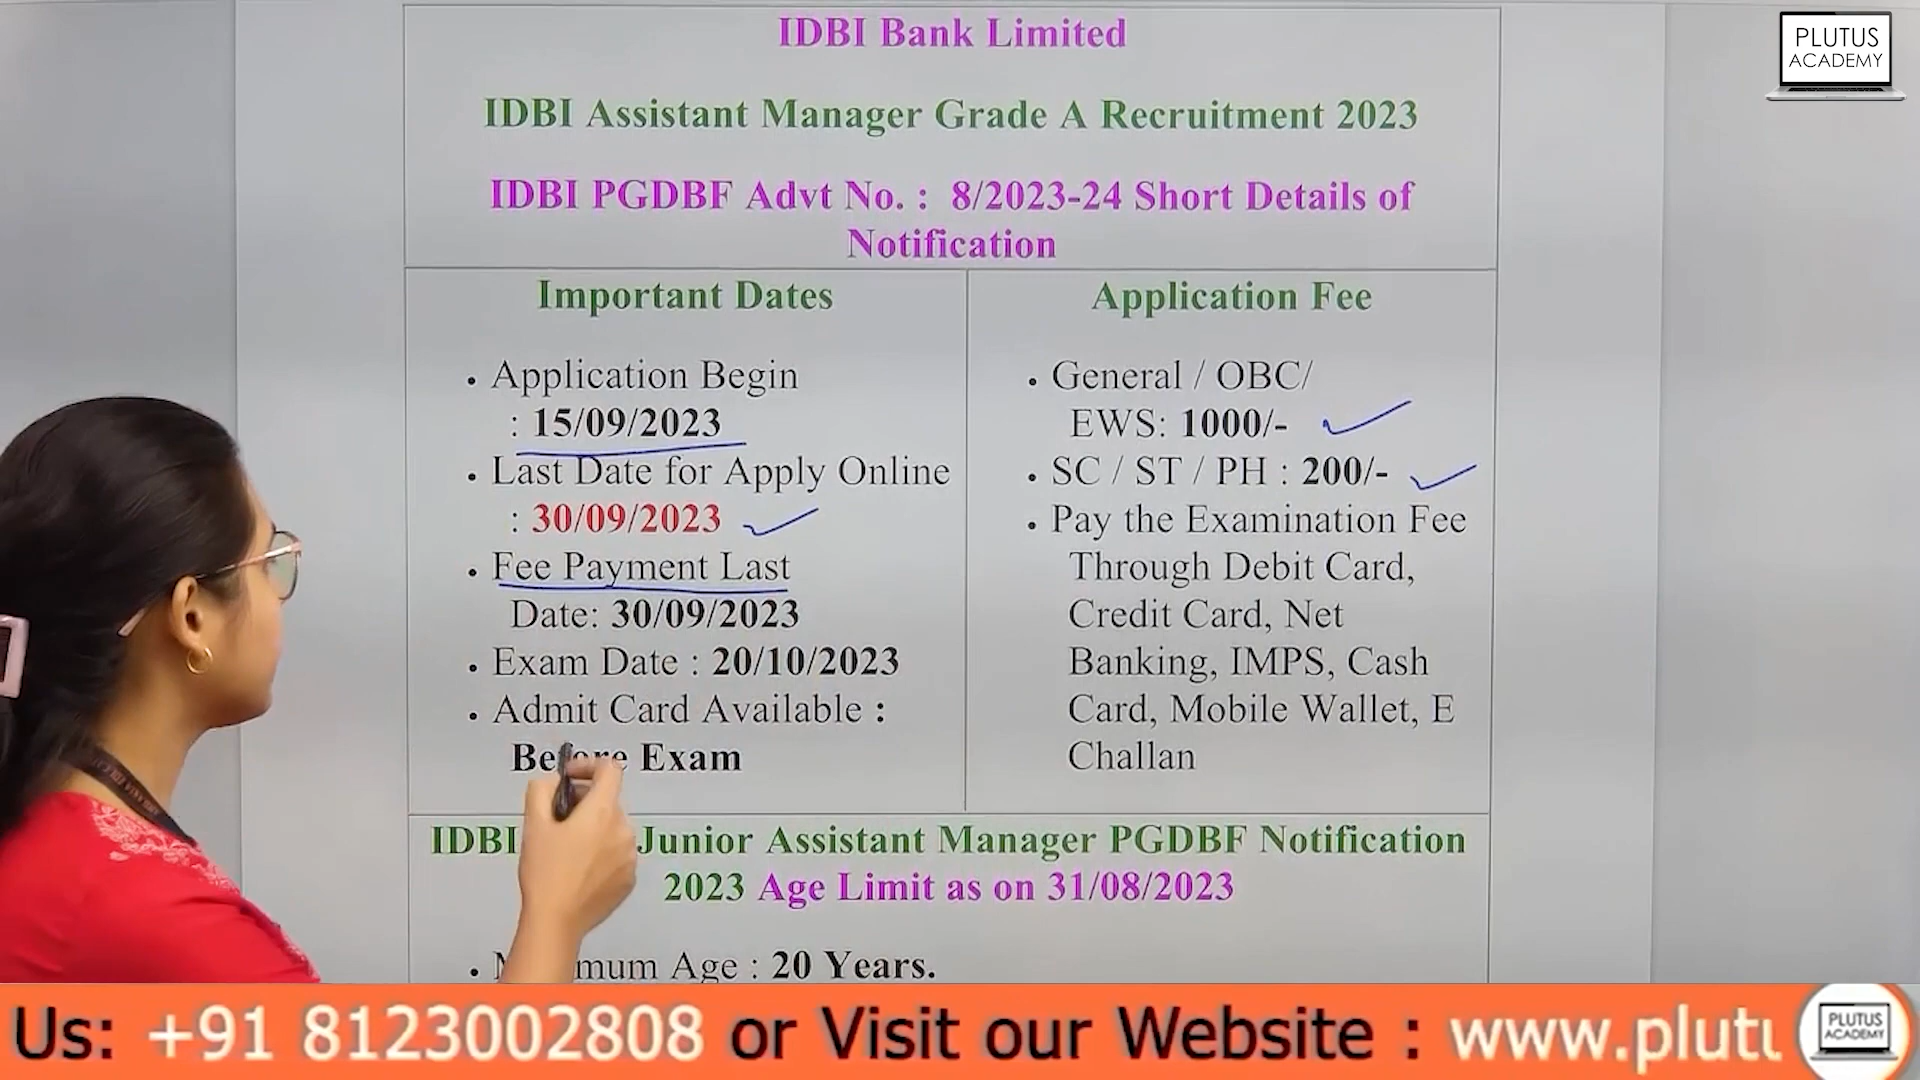 IDBI Bank Limited
PLUTUS
ACADEMY
IDBI Assistant Manager Grade A Recruitment 2023
IDBI PGDBF Advt No. : 8/2023-24 Short Details of
Notification
Important Dates
• Application Begin
: 15/09/2023
• Last Date for Apply Online
: 30/09/2023
• Fee Payment Last
Date: 30/09/2023
• Exam Date : 20/10/2023
• Admit Card Available :
Before Exam
Application Fee
• General / OBC/
EWS: 1000/-
• SC / ST / PH : 200/-
• Pay the Examination Fee
Through Debit Card,
Credit Card, Net
Banking, IMPS, Cash
Card, Mobile Wallet, E
Challan
IDBI Junior Assistant Manager PGDBF Notification
2023 Age Limit as on 31/08/2023
• Age : 20 Years.
Us: +91 8123002808 or Visit our Website : www.plutu
PLUTUS
ACADEMY